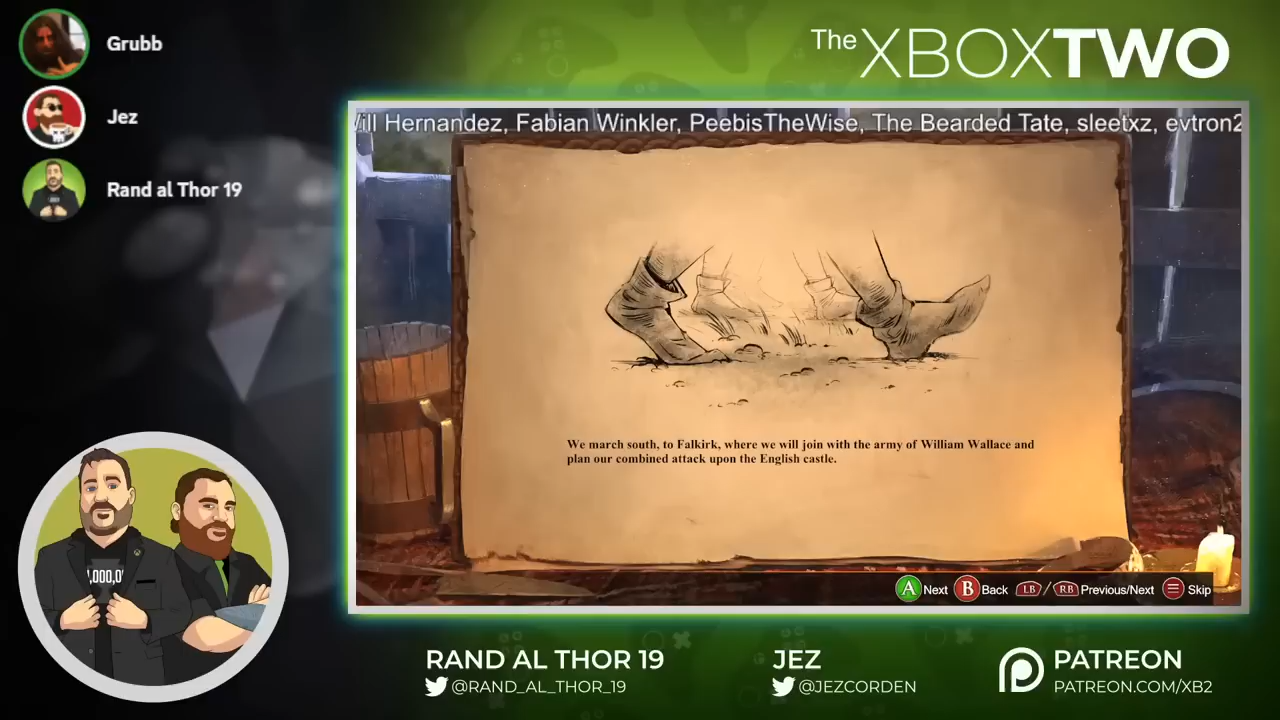 Grubb
Jez
Rand al Thor 19
The XBOXTWO
ill Hernandez, Fabian Winkler, PeebisTheWise, The Bearded Tate, sleetxz, evtron2
We march south, to Falkirk, where we will join with the army of William Wallace and
plan our combined attack upon the English castle.
A Next B Back LB / RB Previous/Next Skip
,000,0
RAND AL THOR 19
@RAND_AL_THOR_19
JEZ
@JEZCORDEN
PATREON
PATREON.COM/XB2